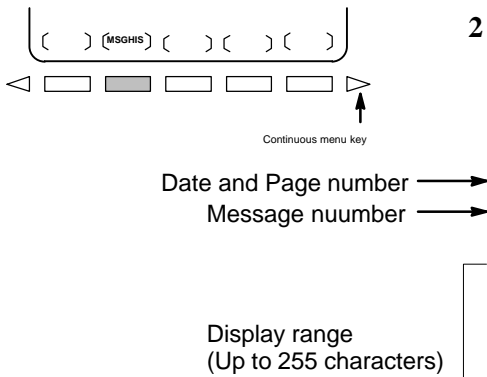 ( ) (MSGHIS) ( ) ( ) ( )
2
Continuous menu key
Date and Page number
Message nuumber
Display range
(Up to 255 characters)